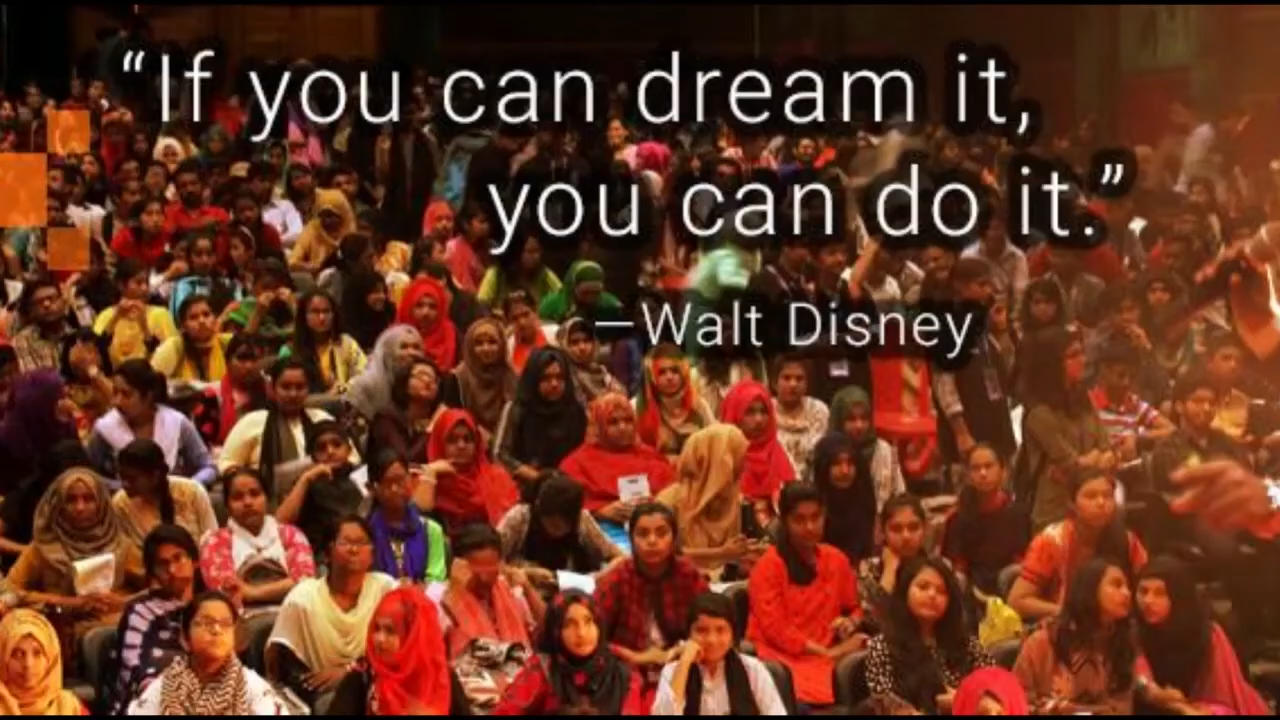 “If you can dream it,
you can do it.”
—Walt Disney